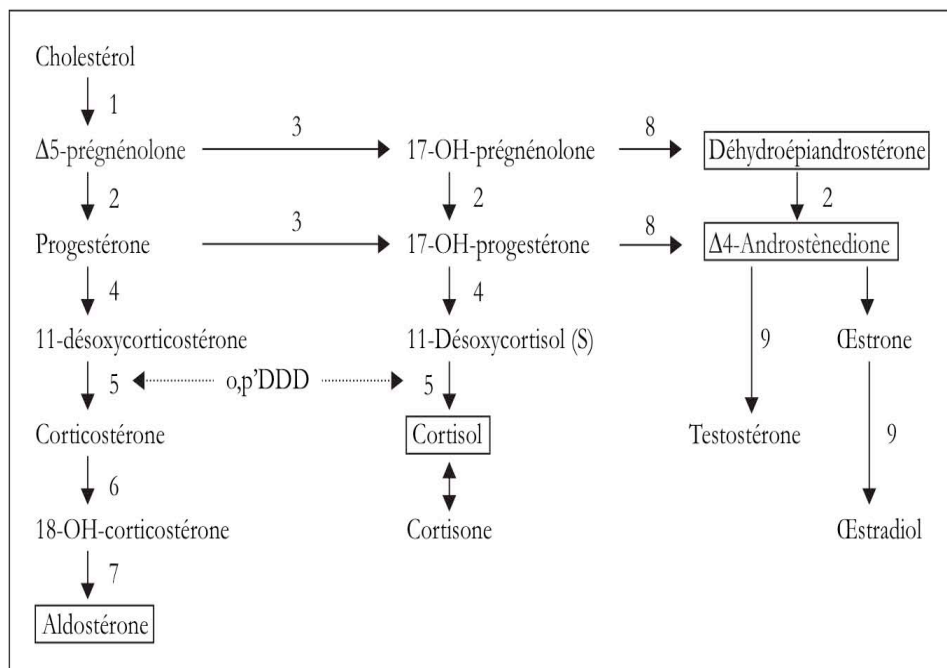 Cholestérol
1
3
8
Δ5-prégnénolone
17-OH-prégnénolone
Déhydroépiandrostérone
2
2
2
3
8
Progestérone
17-OH-progestérone
Δ4-Androstènedione
4
4
11-désoxycorticostérone
11-Désoxycortisol (S)
9
Œstrone
5
o,p'DDD
5
Corticostérone
Cortisol
Testostérone
9
6
18-OH-corticostérone
Cortisone
Œstradiol
7
Aldostérone